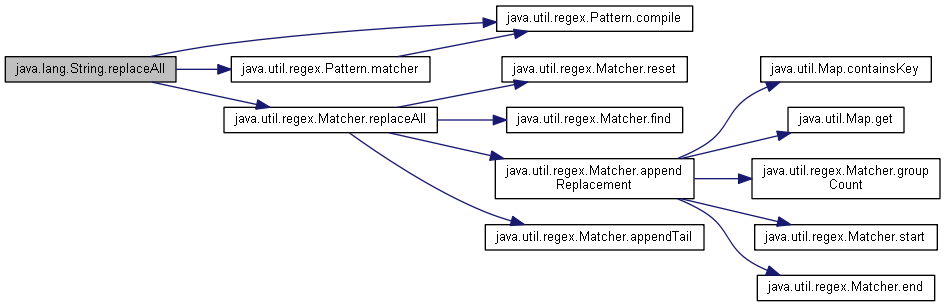 java.lang.String.replaceAll
java.util.regex.Pattern.compile
java.util.regex.Pattern.matcher
java.util.regex.Matcher.replaceAll
java.util.regex.Matcher.reset
java.util.regex.Matcher.find
java.util.regex.Matcher.append
Replacement
java.util.regex.Matcher.appendTail
java.util.Map.containsKey
java.util.Map.get
java.util.regex.Matcher.group
Count
java.util.regex.Matcher.start
java.util.regex.Matcher.end